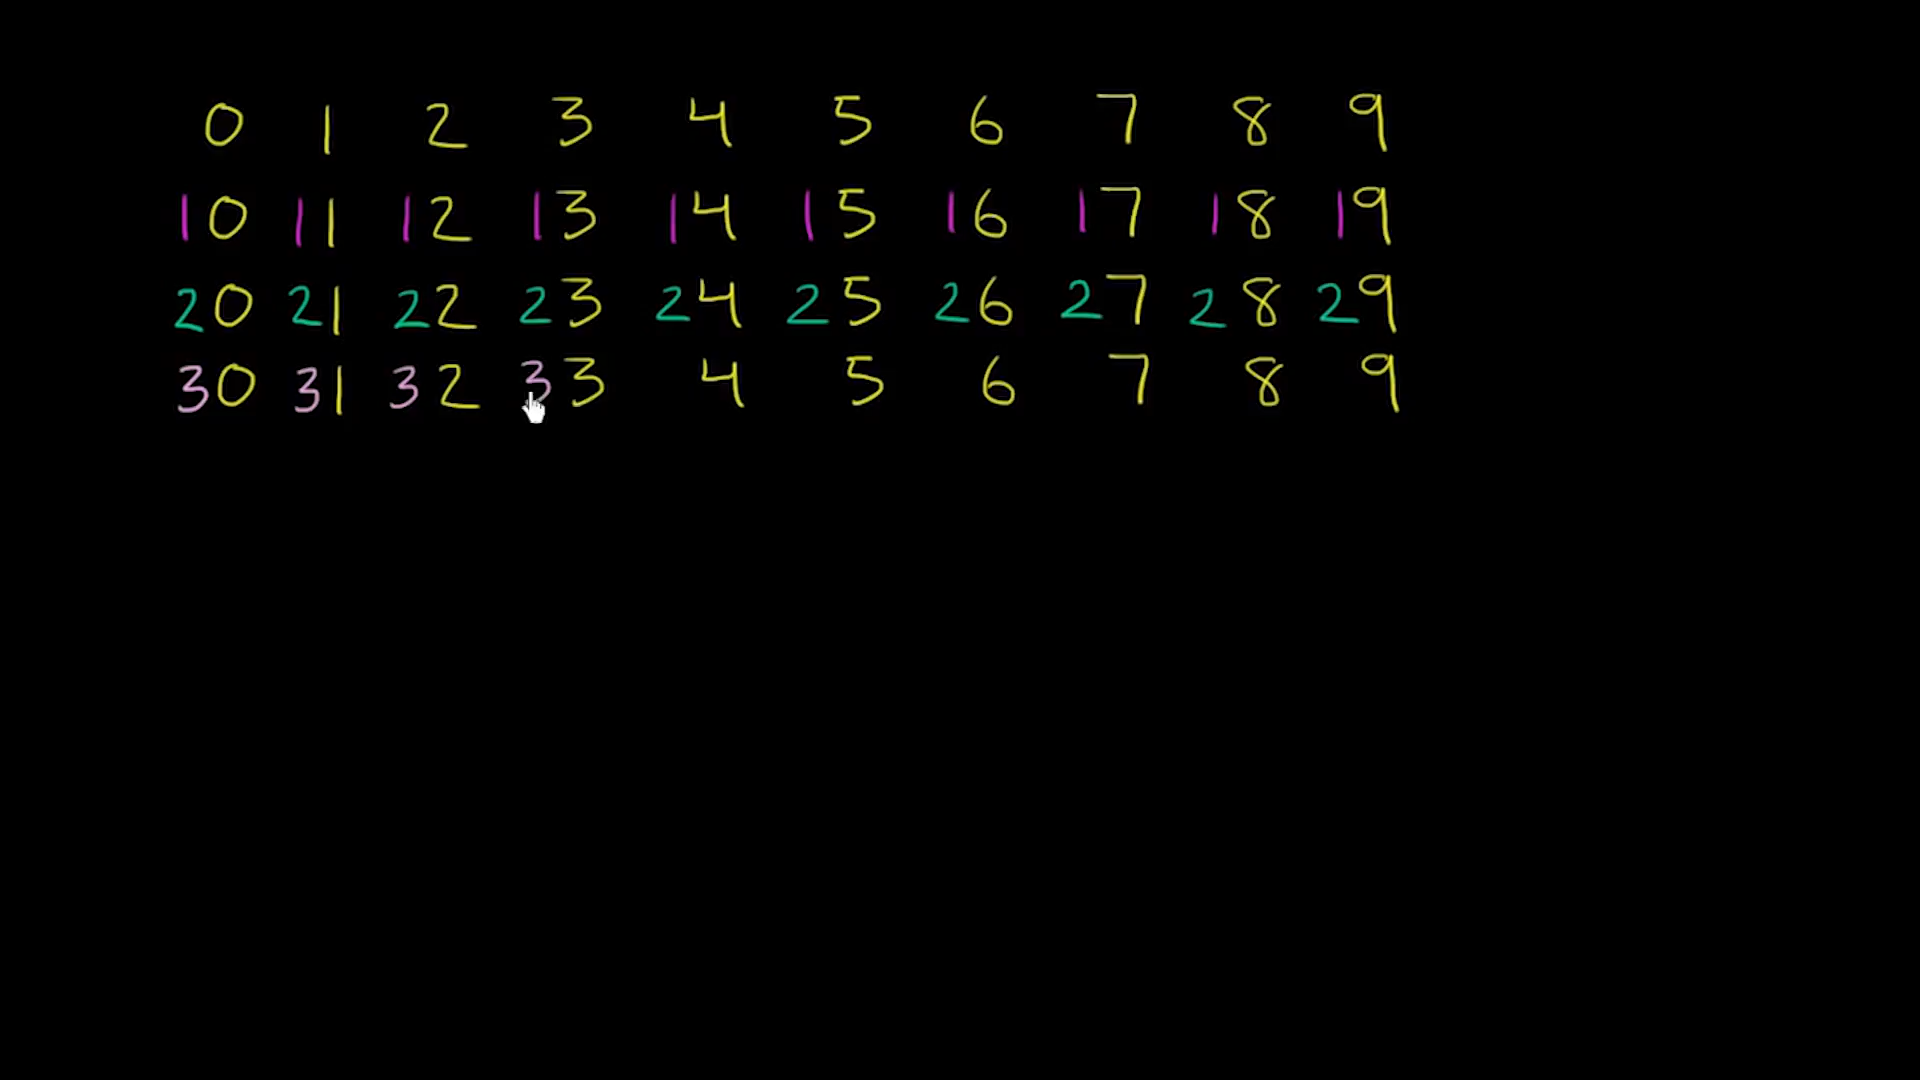 0 1 2 3 4 5 6 7 8 9
10 11 12 13 14 15 16 17 18 19
20 21 22 23 24 25 26 27 28 29
30 31 32 33 4 5 6 7 8 9